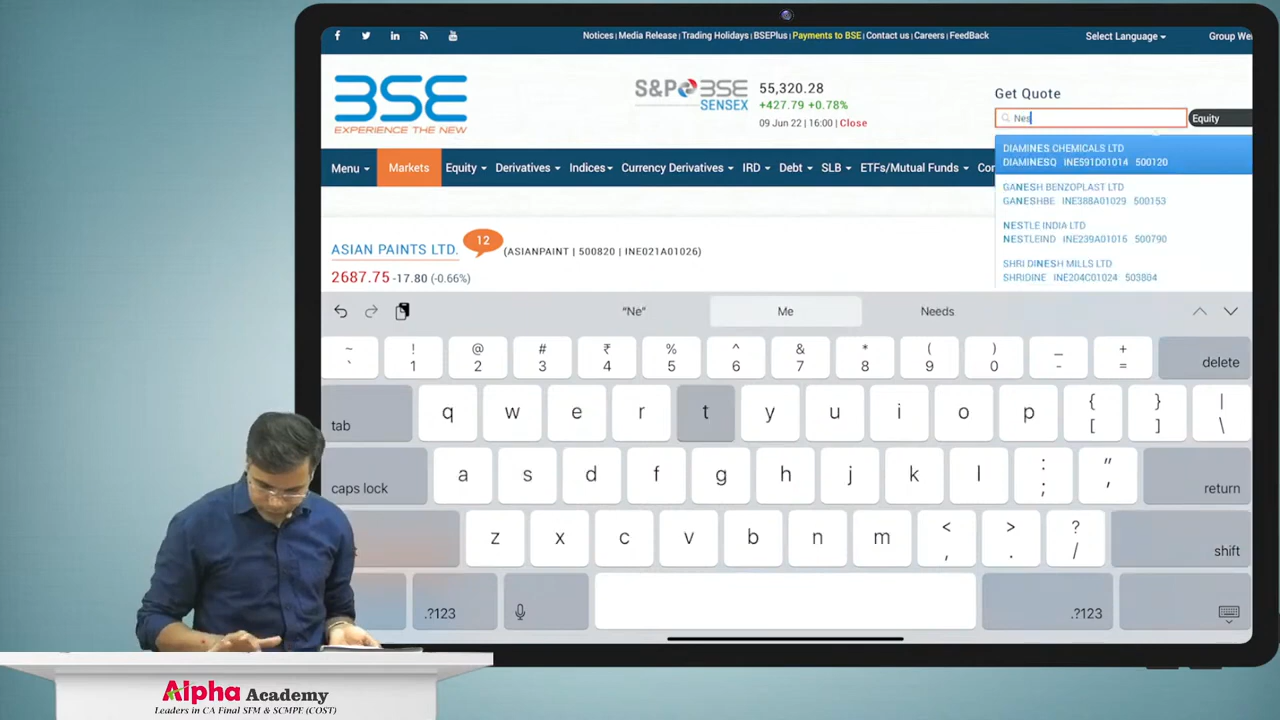 Notices | Media Release | Trading Holidays | BSEPlus | Payments to BSE | Contact us | Careers | FeedBack
Select Language
Group
BSE
EXPERIENCE THE NEW
S&P BSE
SENSEX
55,320.28
+427.79 +0.78%
09 Jun 22 | 16:00 | Close
Get Quote
Nes
Equity
Menu
Markets
Equity
Derivatives
Indices
Currency Derivatives
IRD
Debt
SLB
ETFs/Mutual Funds
DIAMINES CHEMICALS LTD
DIAMINESQ INE591D01014 500120
GANESH BENZOPLAST LTD
GANESHBE INE388A01029 500153
NESTLE INDIA LTD
NESTLEIND INE239A01016 500790
SHRI DINESH MILLS LTD
SHRIDINE INE204C01024 503804
ASIAN PAINTS LTD.
12
(ASIANPAINT | 500820 | INE021A01026)
2687.75 -17.80 (-0.66%)
"Ne"
Me
Needs
~ ! @ # ₹ % ^ & * ( ) _ +
` 1 2 3 4 5 6 7 8 9 0 - = delete
tab q w e r t y u i o p { [ } ] | \
caps lock a s d f g h j k l : ; " ' return
z x c v b n m < , > . ? / shift
.?123
.?123
Alpha Academy
Leaders in CA Final SFM & SCMPE (COST)